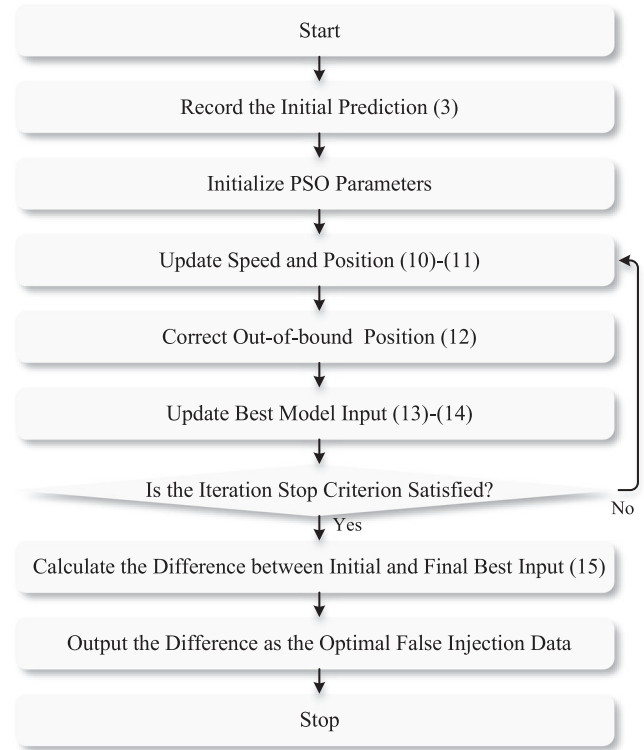 Start
Record the Initial Prediction (3)
Initialize PSO Parameters
Update Speed and Position (10)-(11)
Correct Out-of-bound Position (12)
Update Best Model Input (13)-(14)
Is the Iteration Stop Criterion Satisfied?
No
Yes
Calculate the Difference between Initial and Final Best Input (15)
Output the Difference as the Optimal False Injection Data
Stop